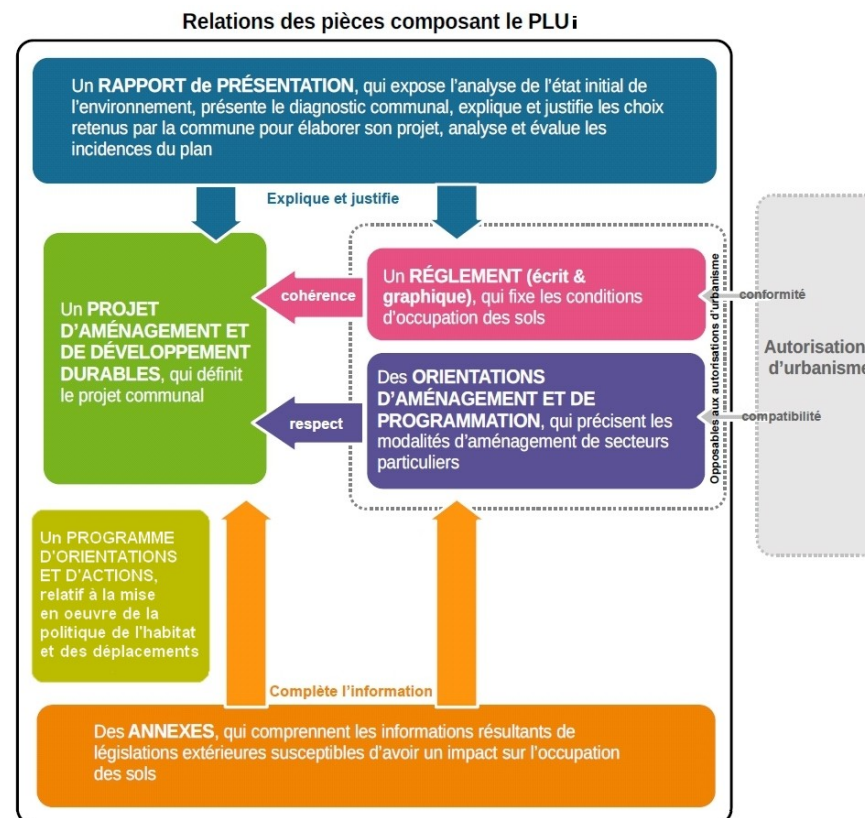 Relations des pièces composant le PLUi
Un RAPPORT de PRÉSENTATION, qui expose l'analyse de l'état initial de
l'environnement, présente le diagnostic communal, explique et justifie les choix
retenus par la commune pour élaborer son projet, analyse et évalue les
incidences du plan
Explique et justifie
Un PROJET
D'AMÉNAGEMENT ET
DE DÉVELOPPEMENT
DURABLES, qui définit
le projet communal
cohérence
Un RÉGLEMENT (écrit &
graphique), qui fixe les conditions
d'occupation des sols
respect
Des ORIENTATIONS
D'AMÉNAGEMENT ET DE
PROGRAMMATION, qui précisent les
modalités d'aménagement de secteurs
particuliers
Opposables aux autorisations d'urbanisme
conformité
Autorisation
d'urbanisme
compatibilité
Un PROGRAMME
D'ORIENTATIONS
ET D'ACTIONS,
relatif à la mise
en oeuvre de la
politique de l'habitat
et des déplacements
Complète l'information
Des ANNEXES, qui comprennent les informations résultants de
législations extérieures susceptibles d'avoir un impact sur l'occupation
des sols